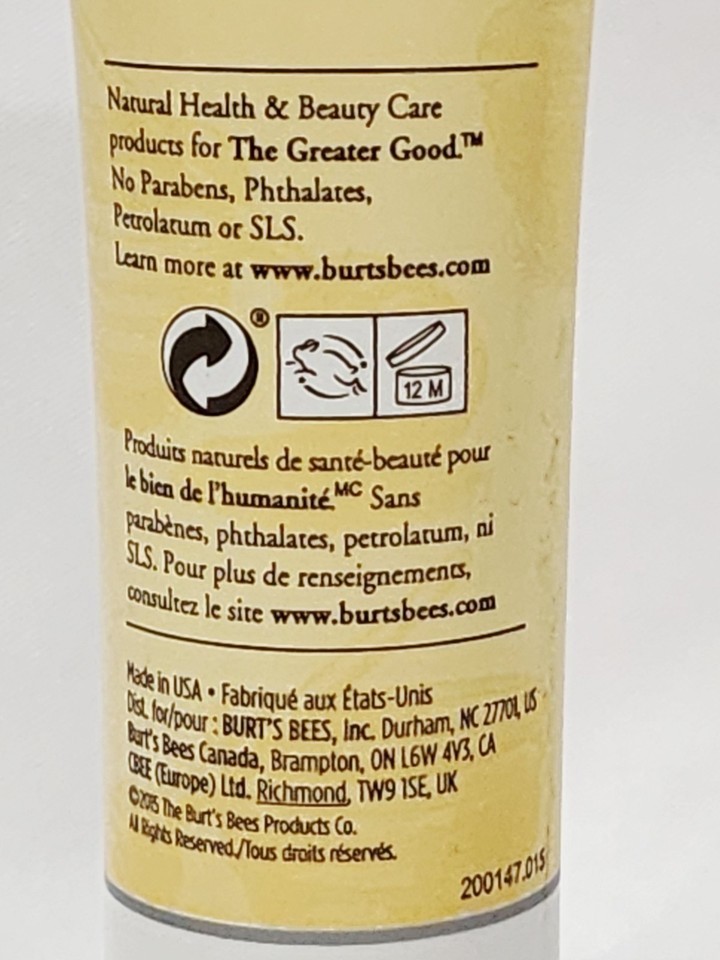 Natural Health & Beauty Care
products for The Greater Good.™
No Parabens, Phthalates,
Petrolatum or SLS.
Learn more at www.burtsbees.com
®
12 M
Produits naturels de santé-beauté pour
le bien de l'humanité.MC Sans
parabènes, phthalates, petrolatum, ni
SLS. Pour plus de renseignements,
consultez le site www.burtsbees.com
Made in USA • Fabriqué aux États-Unis
Dist. for/pour : BURT'S BEES, Inc. Durham, NC 27701, US
Burt's Bees Canada, Brampton, ON L6W 4V3, CA
CBEE (Europe) Ltd. Richmond, TW9 1SE, UK
©2015 The Burt's Bees Products Co.
All Rights Reserved./Tous droits réservés.
200147.015